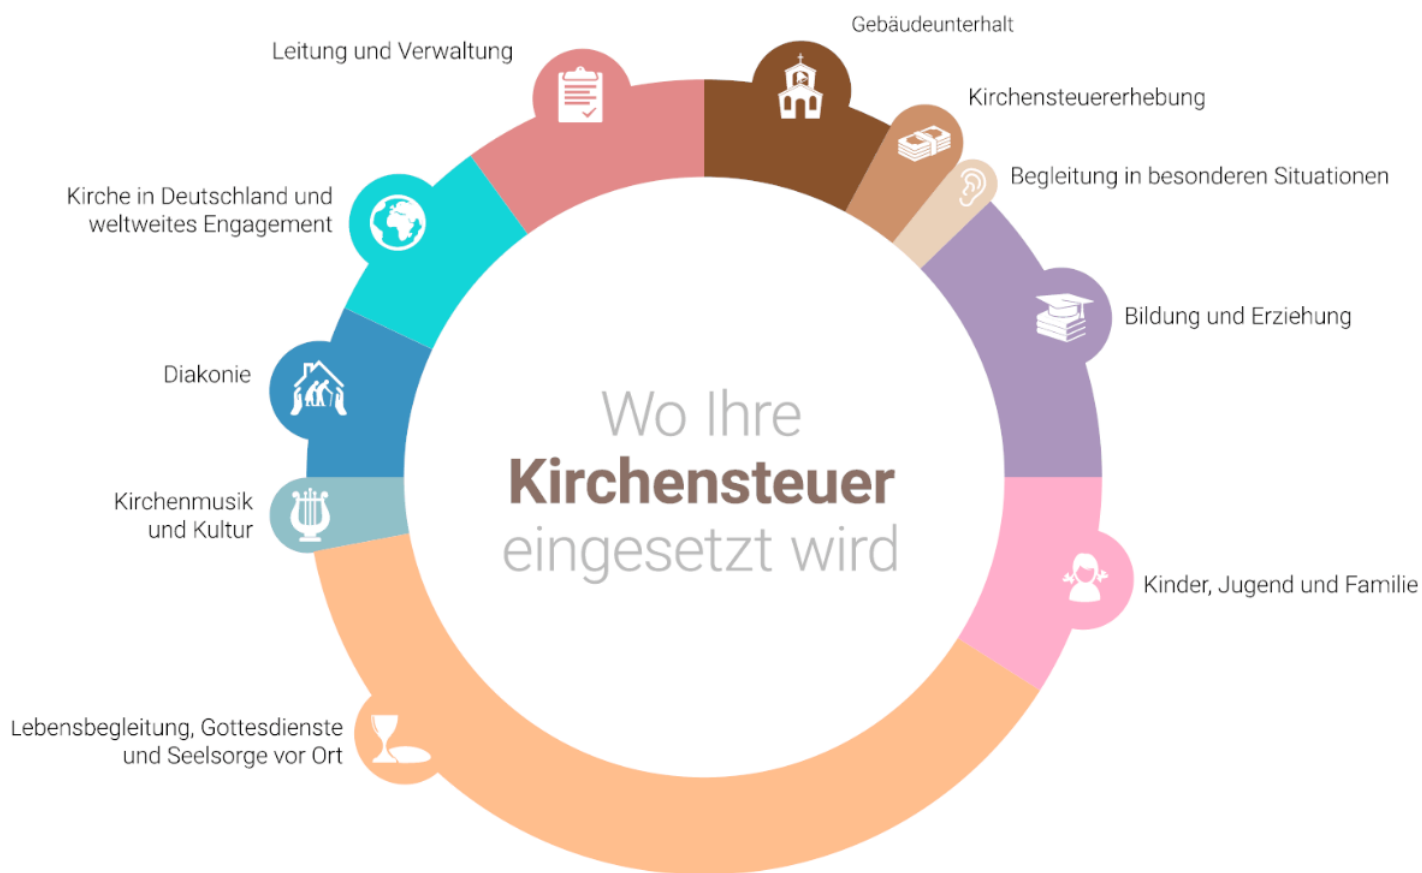 Gebäudeunterhalt
Leitung und Verwaltung
Kirchensteuererhebung
Begleitung in besonderen Situationen
Kirche in Deutschland und
weltweites Engagement
Bildung und Erziehung
Diakonie
Wo Ihre
Kirchensteuer
eingesetzt wird
Kirchenmusik
und Kultur
Kinder, Jugend und Familie
Lebensbegleitung, Gottesdienste
und Seelsorge vor Ort